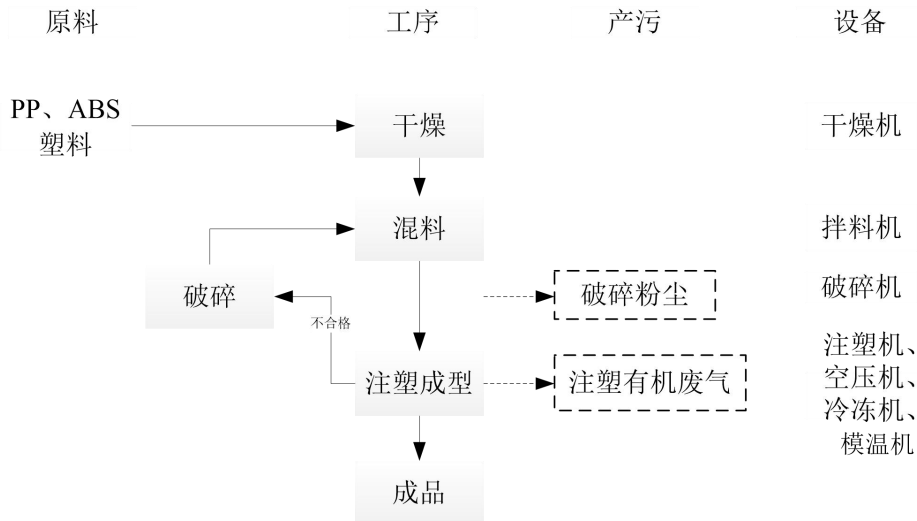 原料 工序 产污 设备
PP、ABS
塑料
干燥
干燥机
混料
拌料机
破碎
破碎粉尘
破碎机
不合格
注塑成型
注塑有机废气
注塑机、
空压机、
冷冻机、
模温机
成品